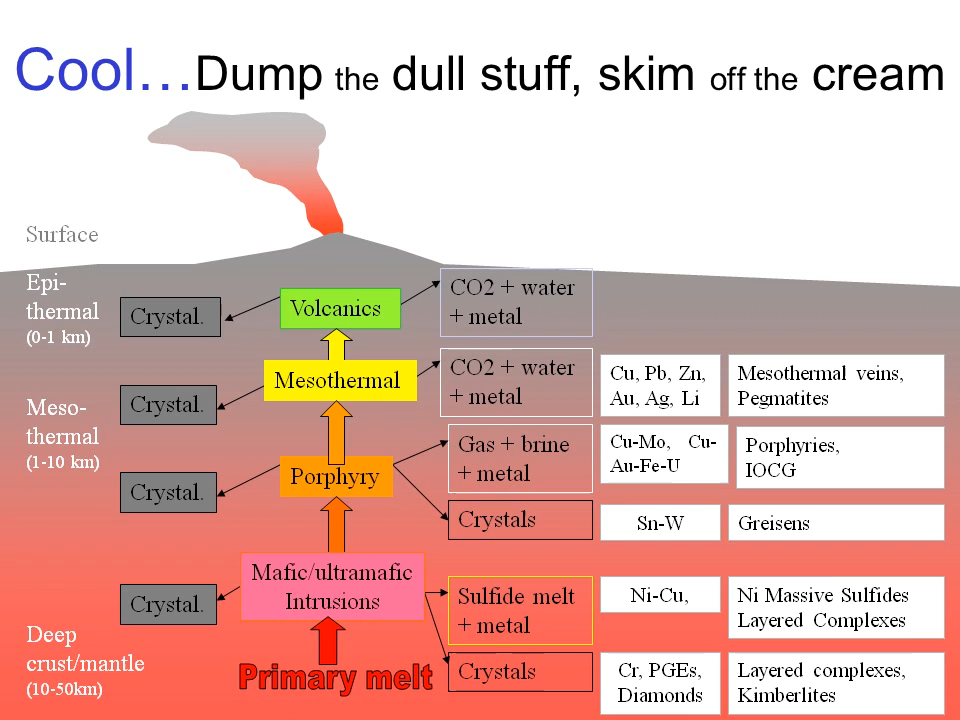 Cool…Dump the dull stuff, skim off the cream
Surface
Epi-
thermal
(0-1 km)
Crystal.
Volcanics
CO2 + water
+ metal
Mesothermal
CO2 + water
+ metal
Cu, Pb, Zn,
Au, Ag, Li
Mesothermal veins,
Pegmatites
Crystal.
Meso-
thermal
(1-10 km)
Gas + brine
+ metal
Cu-Mo, Cu-
Au-Fe-U
Porphyries,
IOCG
Porphyry
Crystal.
Crystals
Sn-W
Greisens
Mafic/ultramafic
Intrusions
Crystal.
Sulfide melt
+ metal
Ni-Cu,
Ni Massive Sulfides
Layered Complexes
Deep
crust/mantle
(10-50km)
Primary melt
Crystals
Cr, PGEs,
Diamonds
Layered complexes,
Kimberlites